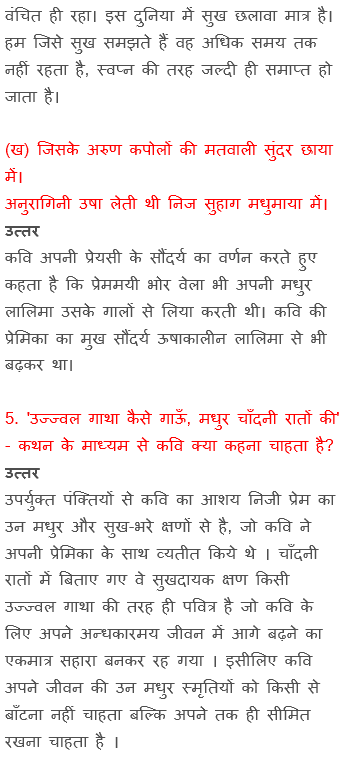 वंचित ही रहा। इस दुनिया में सुख छलावा मात्र है।
हम जिसे सुख समझते हैं वह अधिक समय तक
नहीं रहता है, स्वप्न की तरह जल्दी ही समाप्त हो
जाता है।
(ख) जिसके अरुण कपोलों की मतवाली सुंदर छाया
में।
अनुरागिनी उषा लेती थी निज सुहाग मधुमाया में।
उत्तर
कवि अपनी प्रेयसी के सौंदर्य का वर्णन करते हुए
कहता है कि प्रेममयी भोर वेला भी अपनी मधुर
लालिमा उसके गालों से लिया करती थी। कवि की
प्रेमिका का मुख सौंदर्य ऊषाकालीन लालिमा से भी
बढ़कर था।
5. 'उज्ज्वल गाथा कैसे गाऊँ, मधुर चाँदनी रातों की'
- कथन के माध्यम से कवि क्या कहना चाहता है?
उत्तर
उपर्युक्त पंक्तियों से कवि का आशय निजी प्रेम का
उन मधुर और सुख-भरे क्षणों से है, जो कवि ने
अपनी प्रेमिका के साथ व्यतीत किये थे । चाँदनी
रातों में बिताए गए वे सुखदायक क्षण किसी
उज्ज्वल गाथा की तरह ही पवित्र है जो कवि के
लिए अपने अन्धकारमय जीवन में आगे बढ़ने का
एकमात्र सहारा बनकर रह गया । इसीलिए कवि
अपने जीवन की उन मधुर स्मृतियों को किसी से
बाँटना नहीं चाहता बल्कि अपने तक ही सीमित
रखना चाहता है ।